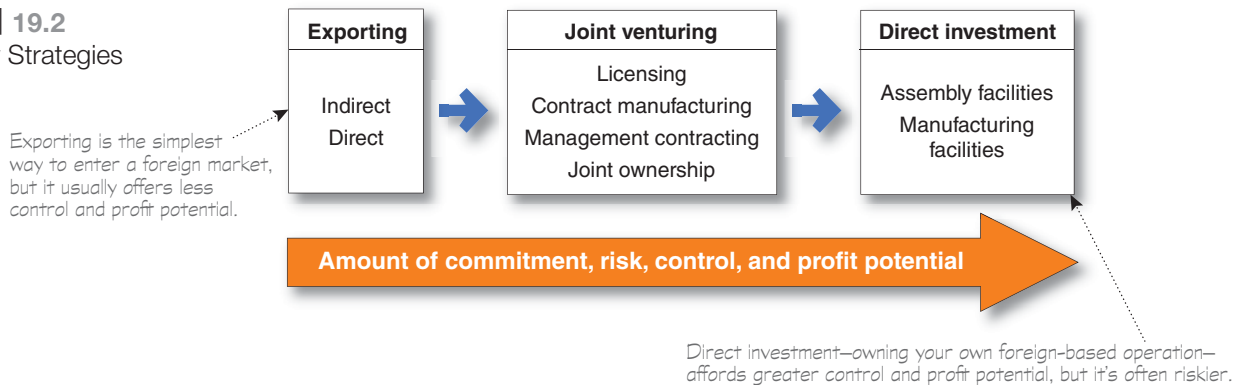 19.2
Strategies
Exporting is the simplest
way to enter a foreign market,
but it usually offers less
control and profit potential.
Exporting
Indirect
Direct
Joint venturing
Licensing
Contract manufacturing
Management contracting
Joint ownership
Direct investment
Assembly facilities
Manufacturing
facilities
Amount of commitment, risk, control, and profit potential
Direct investment—owning your own foreign-based operation—
affords greater control and profit potential, but it's often riskier.